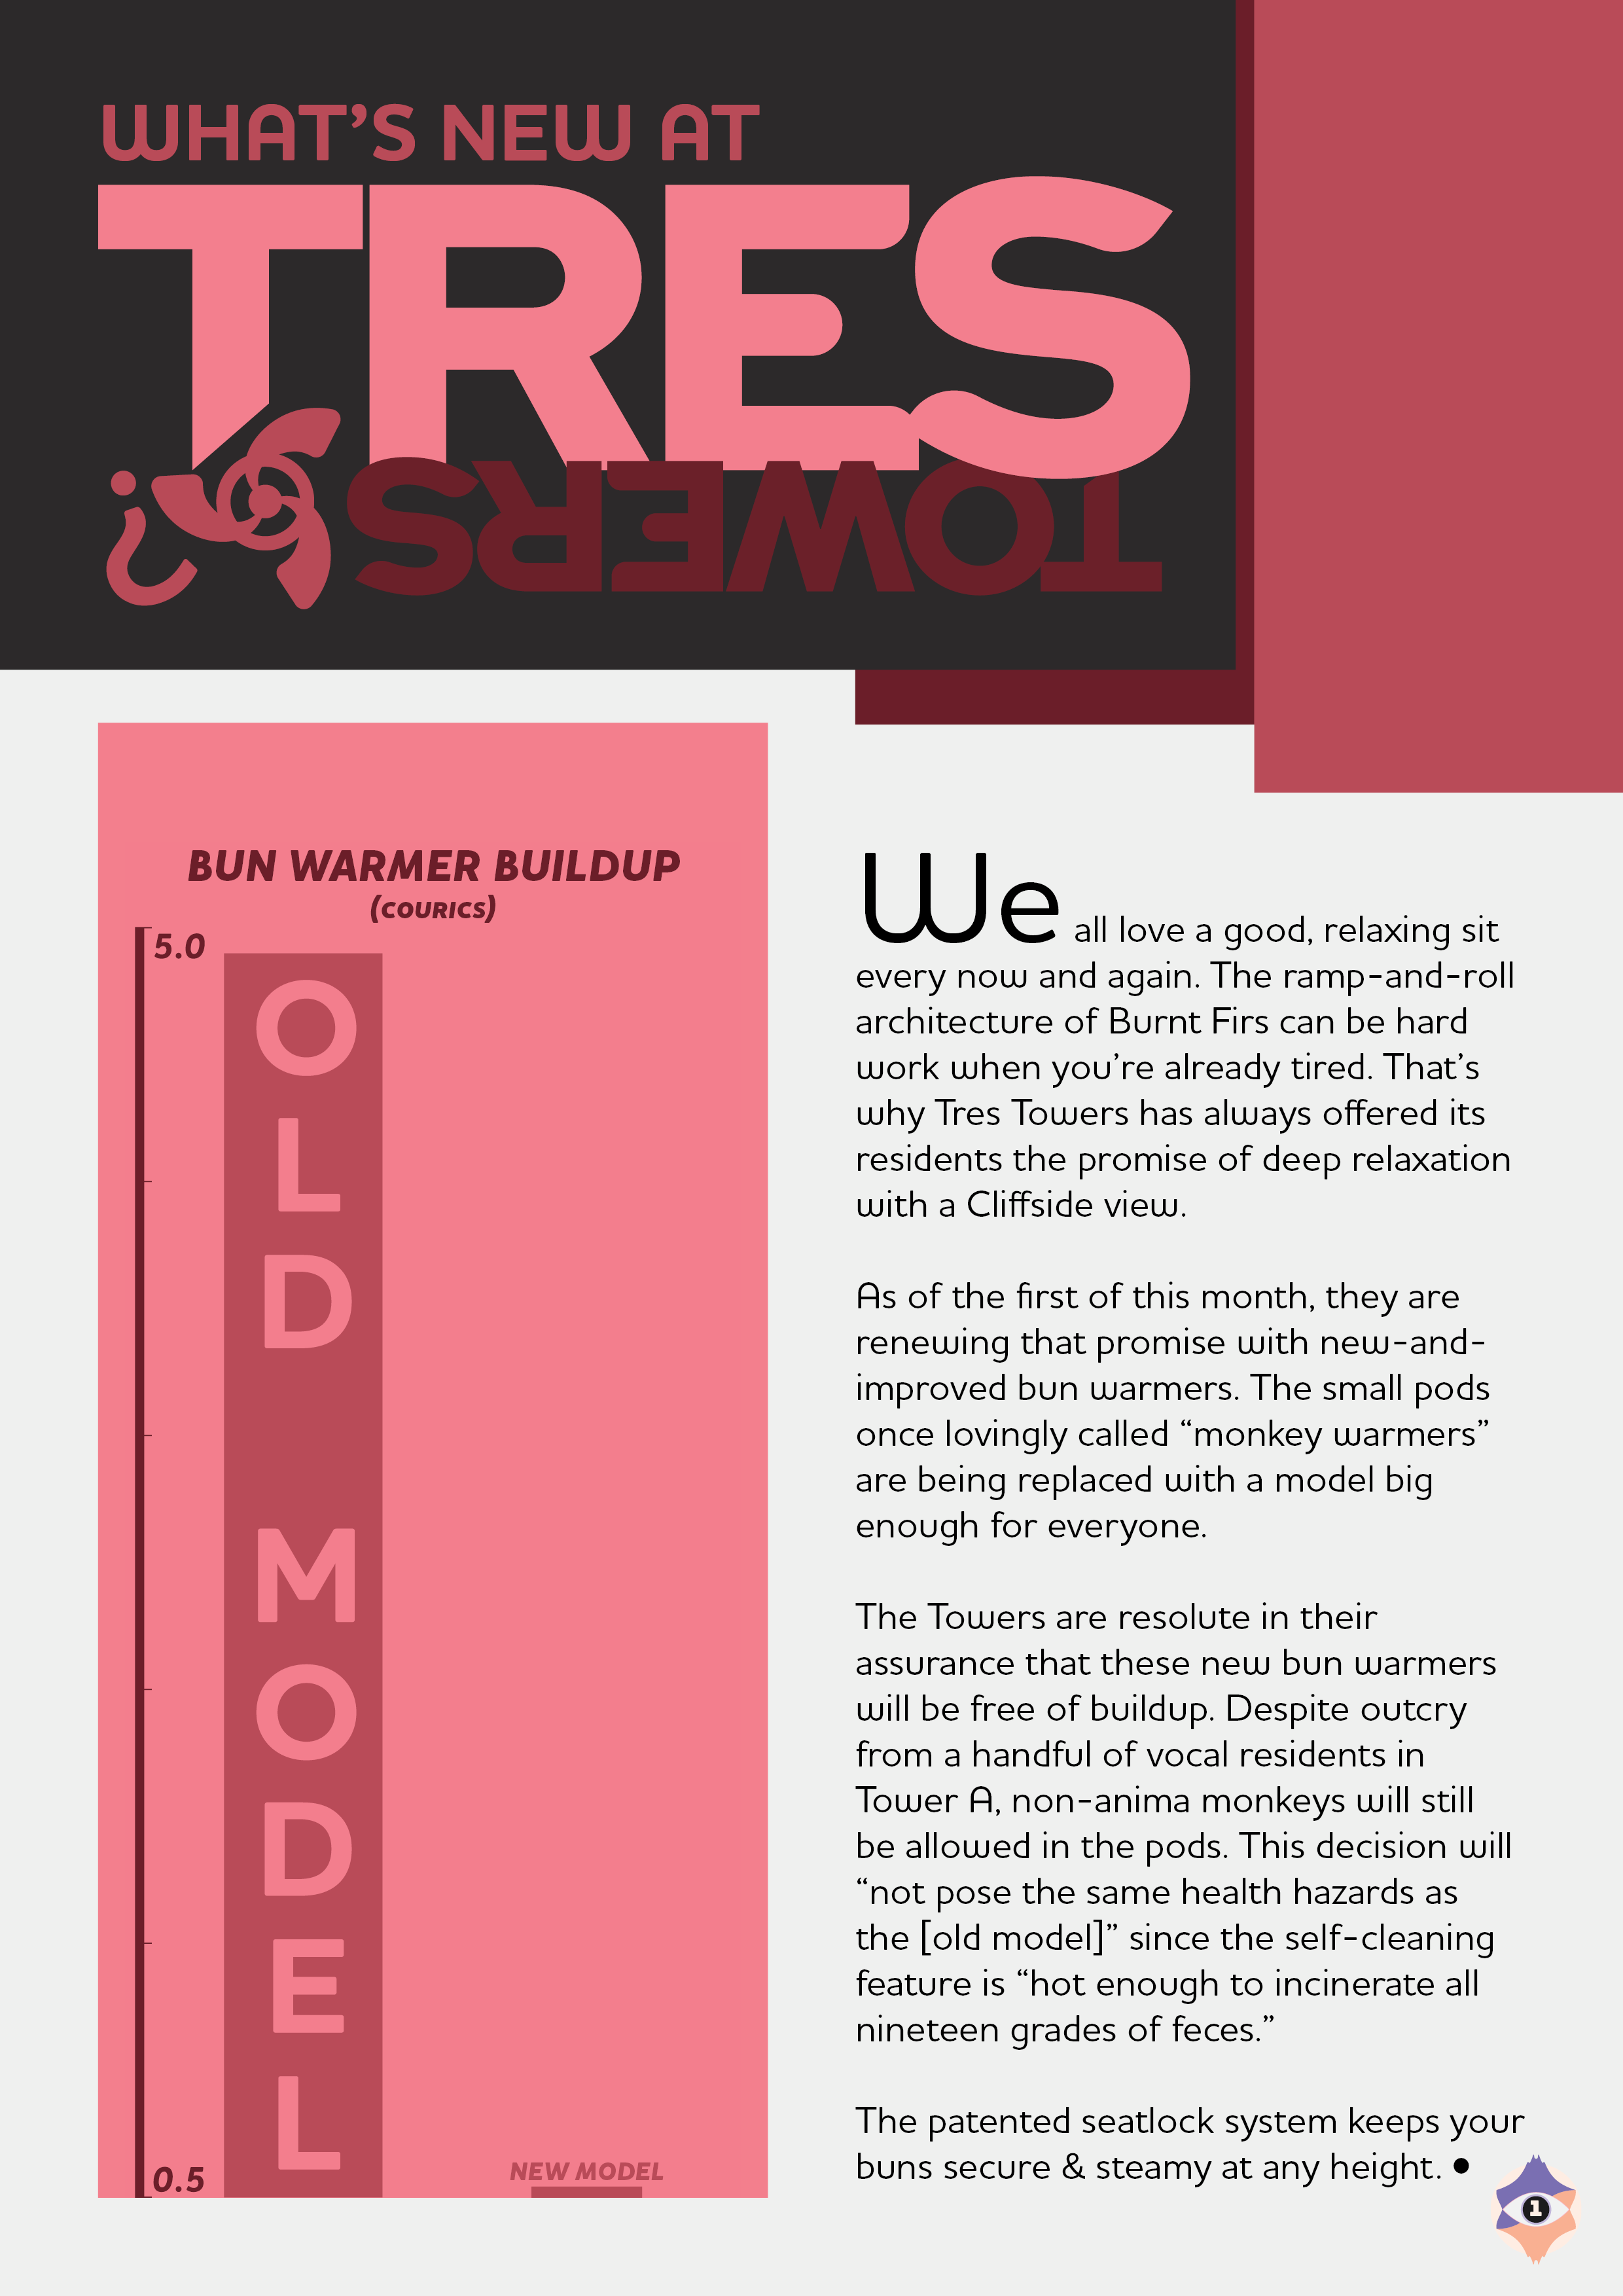 WHAT'S NEW AT
TRES
¿
TOWERS
BUN WARMER BUILDUP
(COURICS)
5.0
OLD MODEL
0.5
NEW MODEL
We all love a good, relaxing sit
every now and again. The ramp-and-roll
architecture of Burnt Firs can be hard
work when you’re already tired. That’s
why Tres Towers has always offered its
residents the promise of deep relaxation
with a Cliffside view.
As of the first of this month, they are
renewing that promise with new-and-
improved bun warmers. The small pods
once lovingly called “monkey warmers”
are being replaced with a model big
enough for everyone.
The Towers are resolute in their
assurance that these new bun warmers
will be free of buildup. Despite outcry
from a handful of vocal residents in
Tower A, non-anima monkeys will still
be allowed in the pods. This decision will
“not pose the same health hazards as
the [old model]” since the self-cleaning
feature is “hot enough to incinerate all
nineteen grades of feces.”
The patented seatlock system keeps your
buns secure & steamy at any height. •
1